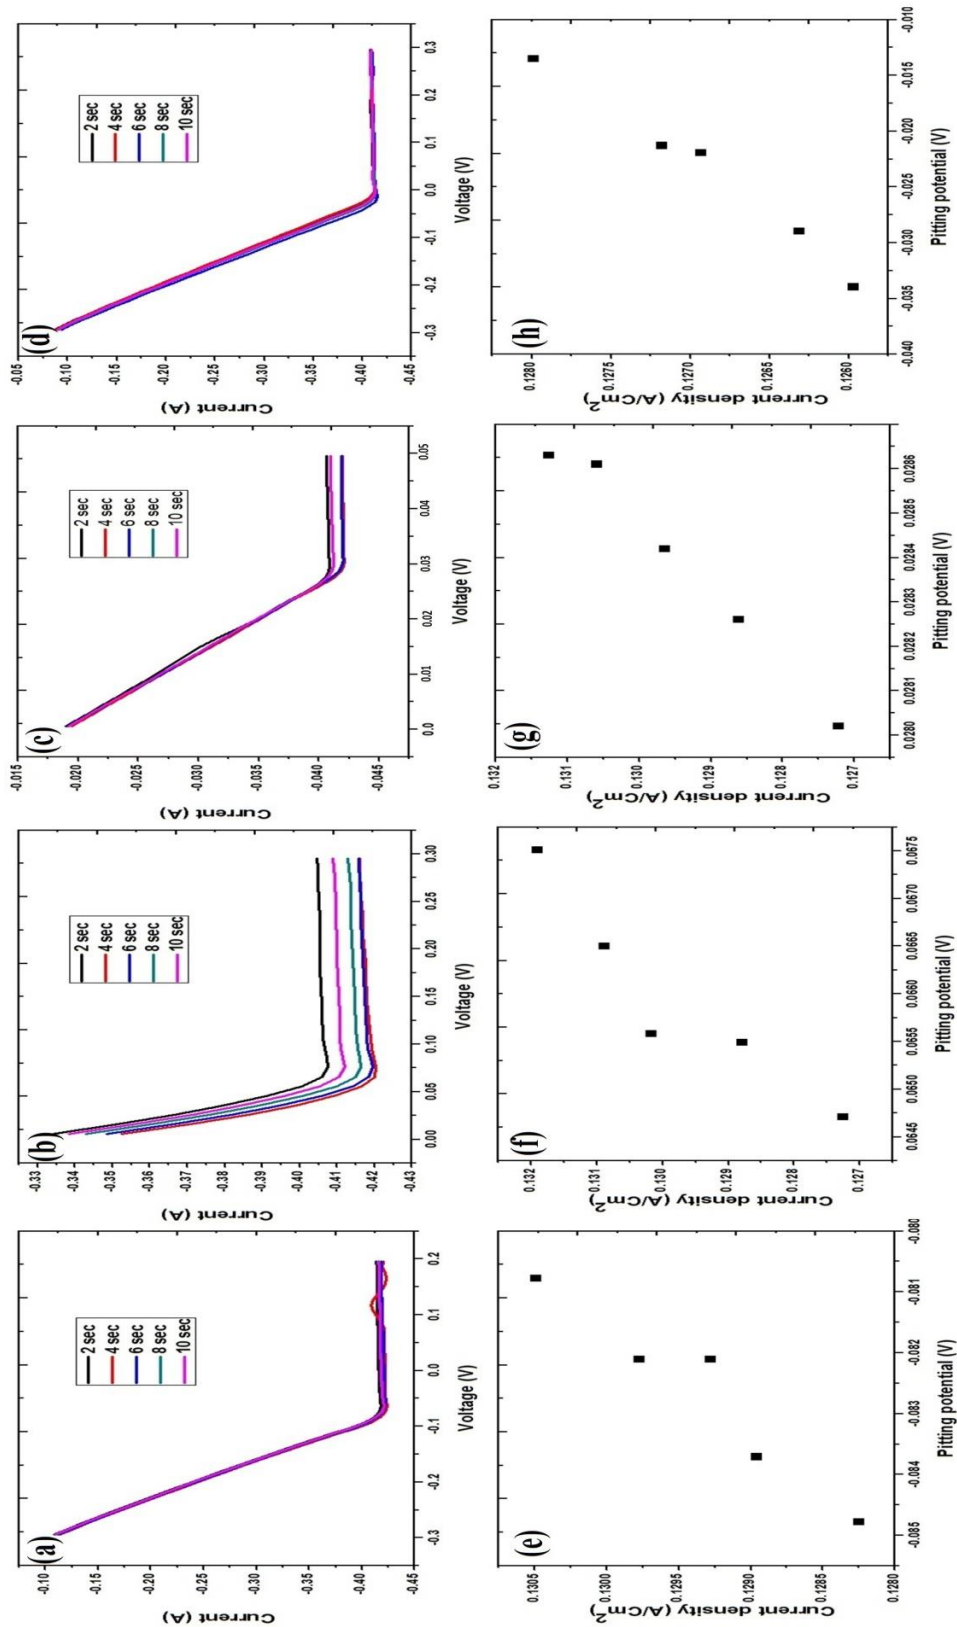 (a)
Current (A)
-0.10
-0.15
-0.20
-0.25
-0.30
-0.35
-0.40
-0.45
2 sec
4 sec
6 sec
8 sec
10 sec
-0.3
-0.2
-0.1
0.0
0.1
0.2
Voltage (V)
(b)
Current (A)
-0.33
-0.34
-0.35
-0.36
-0.37
-0.38
-0.39
-0.40
-0.41
-0.42
-0.43
2 sec
4 sec
6 sec
8 sec
10 sec
0.00
0.05
0.10
0.15
0.20
0.25
0.30
Voltage (V)
(c)
Current (A)
-0.015
-0.020
-0.025
-0.030
-0.035
-0.040
-0.045
2 sec
4 sec
6 sec
8 sec
10 sec
0.0
0.01
0.02
0.03
0.04
0.05
Voltage (V)
(d)
Current (A)
-0.05
-0.10
-0.15
-0.20
-0.25
-0.30
-0.35
-0.40
-0.45
2 sec
4 sec
6 sec
8 sec
10 sec
-0.3
-0.2
-0.1
0.0
0.1
0.2
0.3
Voltage (V)
(e)
Current density (A/Cm²)
0.1305
0.1300
0.1295
0.1290
0.1285
0.1280
-0.085
-0.084
-0.083
-0.082
-0.081
-0.080
Pitting potential (V)
(f)
Current density (A/Cm²)
0.132
0.131
0.130
0.129
0.128
0.127
0.0645
0.0650
0.0655
0.0660
0.0665
0.0670
0.0675
Pitting potential (V)
(g)
Current density (A/Cm²)
0.132
0.131
0.130
0.129
0.128
0.127
0.0280
0.0281
0.0282
0.0283
0.0284
0.0285
0.0286
Pitting potential (V)
(h)
Current density (A/Cm²)
0.1280
0.1275
0.1270
0.1265
0.1260
-0.040
-0.035
-0.030
-0.025
-0.020
-0.015
-0.010
Pitting potential (V)